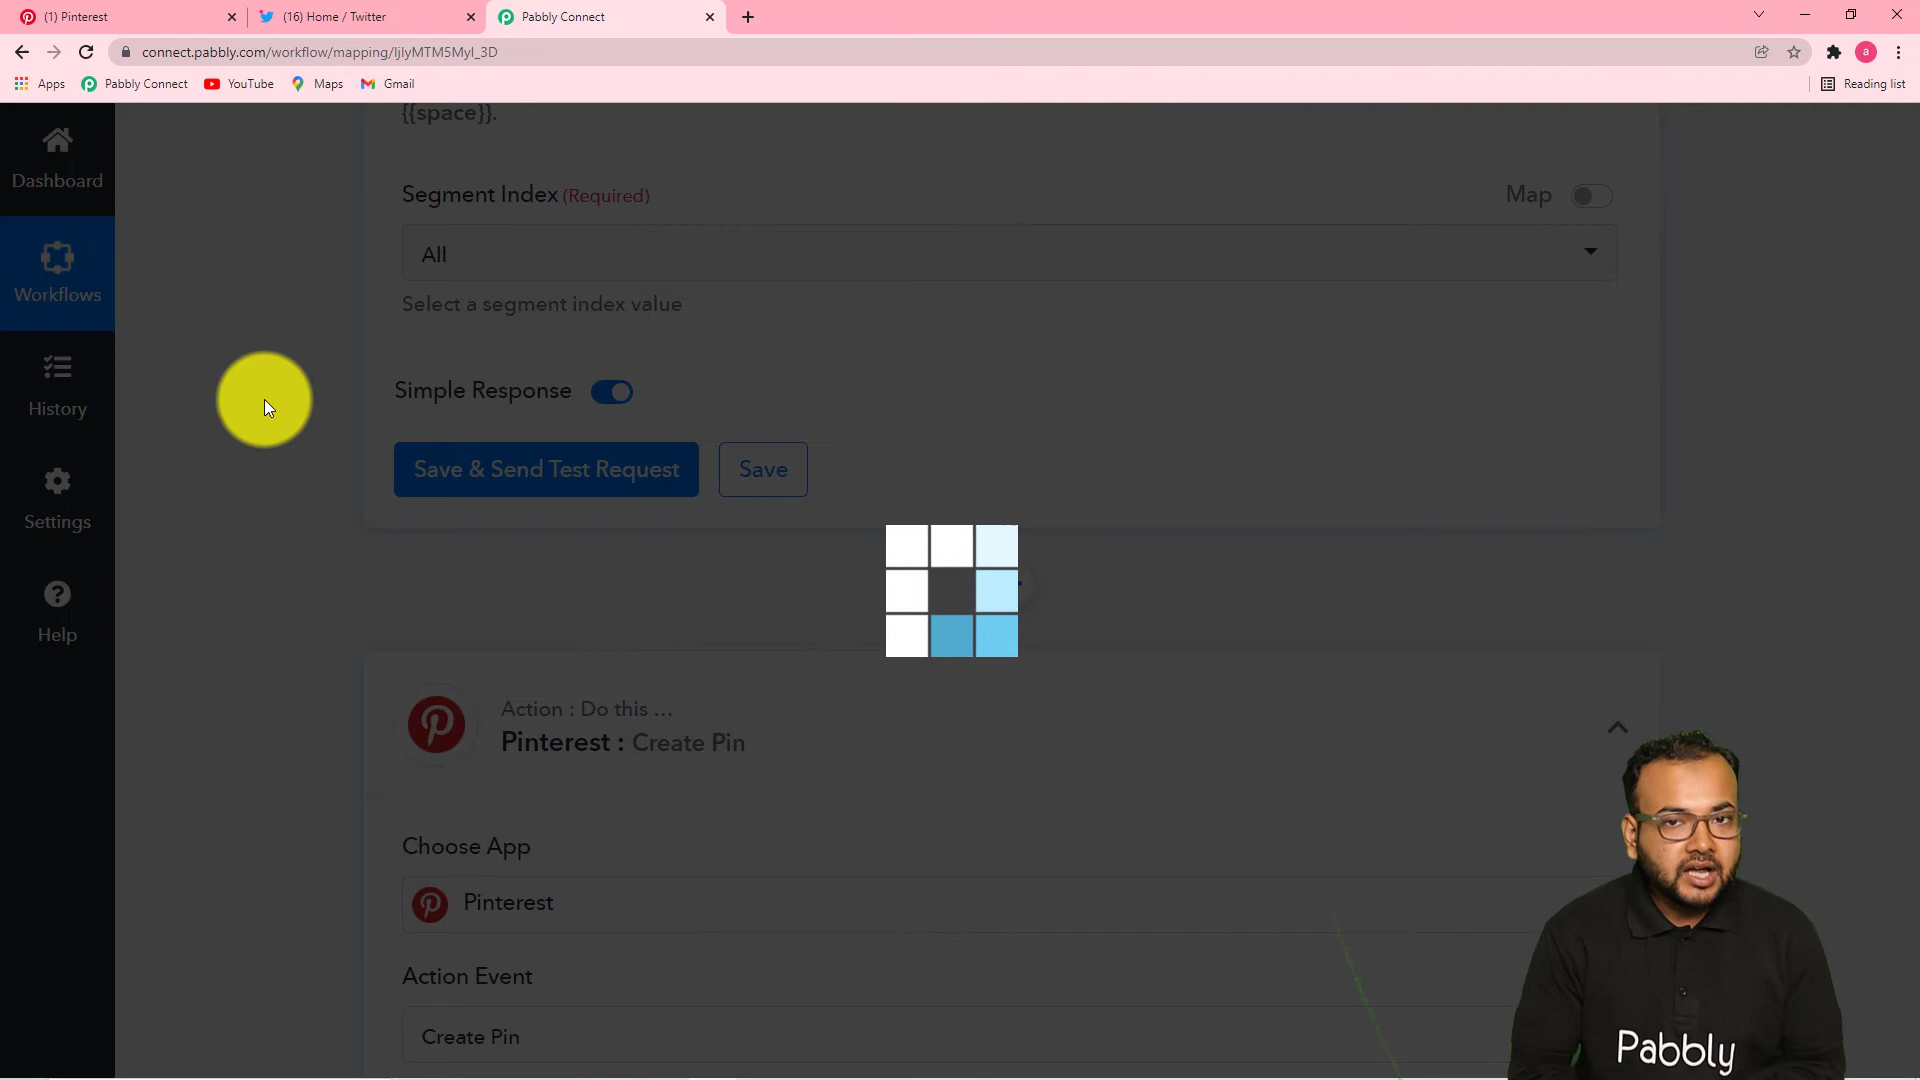 (1) Pinterest
(16) Home / Twitter
Pabbly Connect
connect.pabbly.com/workflow/mapping/IjIyMTM5MyI_3D
a
Apps
Pabbly Connect
YouTube
Maps
Gmail
Reading list
{{space}}.
Dashboard
Segment Index (Required)
Map
All
Workflows
Select a segment index value
Simple Response
History
Save & Send Test Request
Save
Settings
Help
Action : Do this ...
Pinterest : Create Pin
Choose App
Pinterest
Action Event
Create Pin
Pabbly